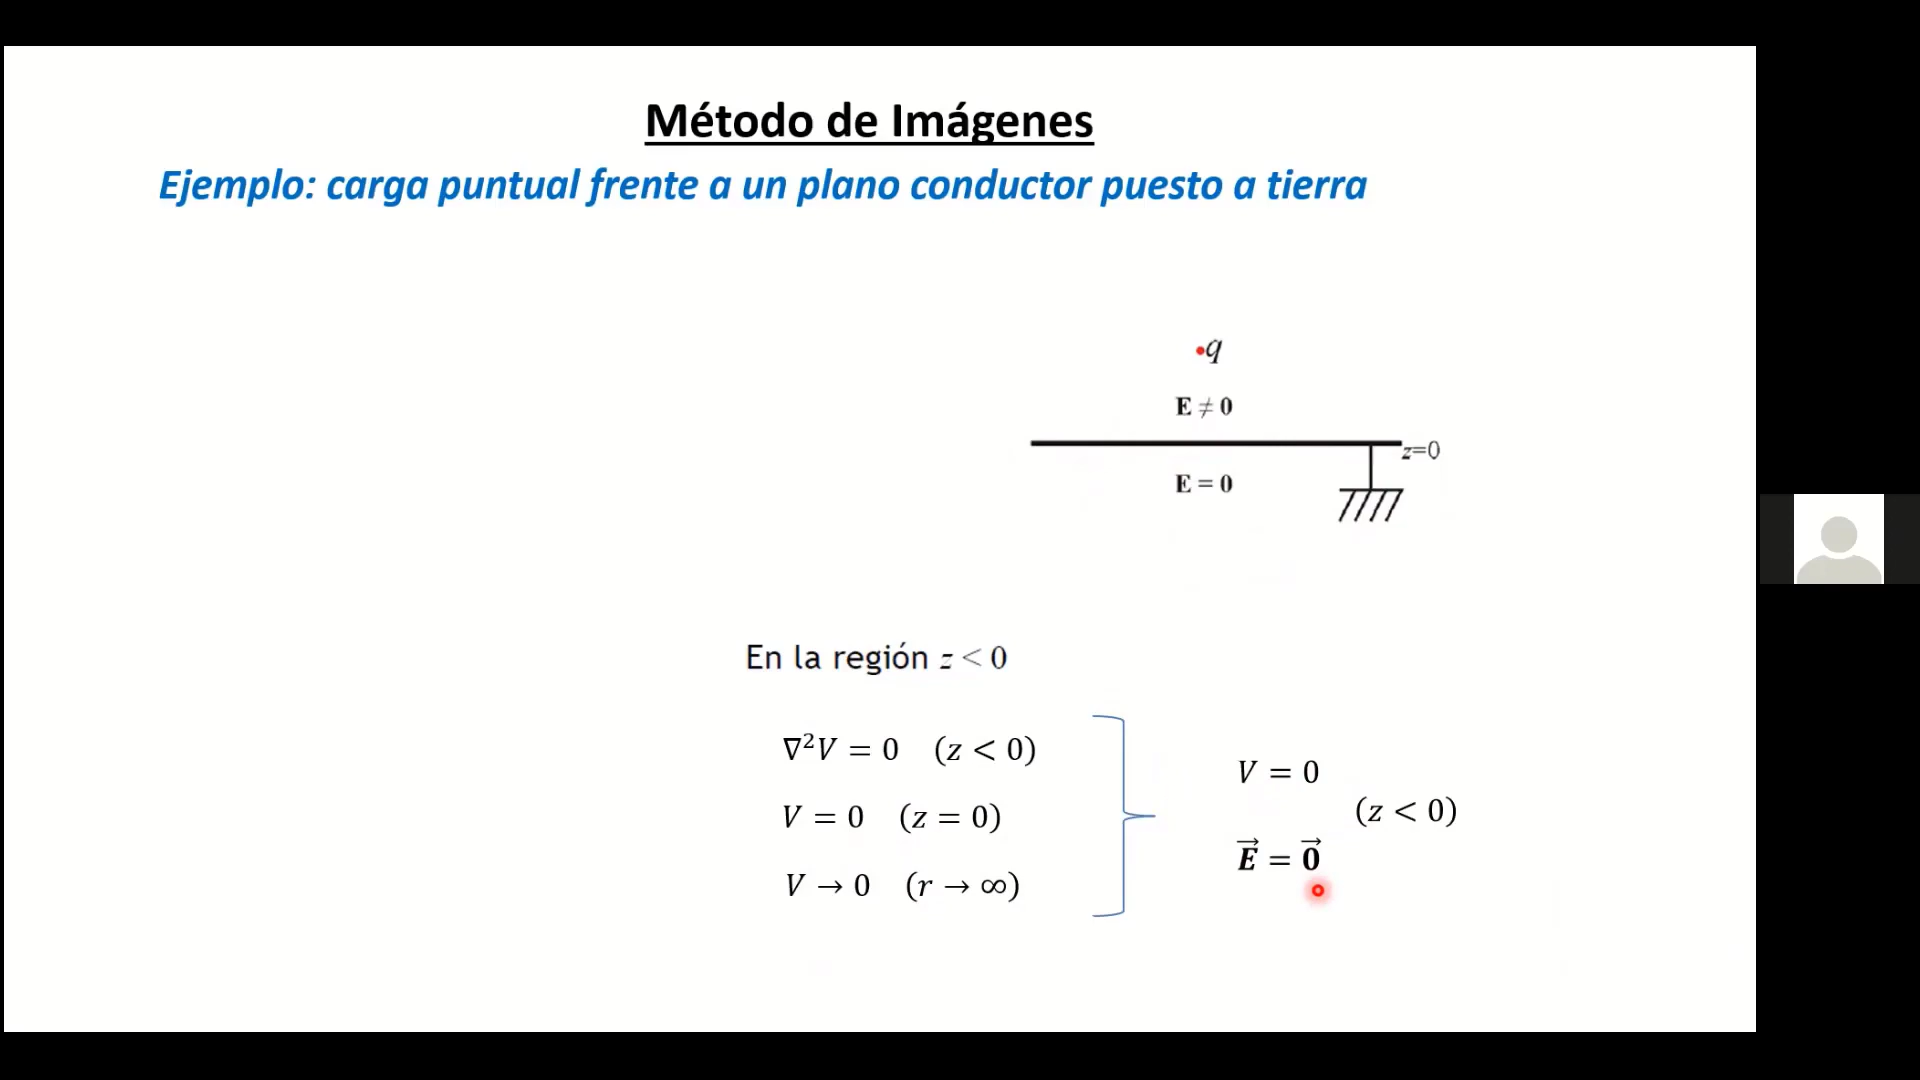 Método de Imágenes
Ejemplo: carga puntual frente a un plano conductor puesto a tierra
q
E ≠ 0
z=0
E = 0
En la región z < 0
∇²V = 0 (z < 0)
V = 0 (z = 0)
V → 0 (r → ∞)
V = 0
(z < 0)
E⃗ = 0⃗